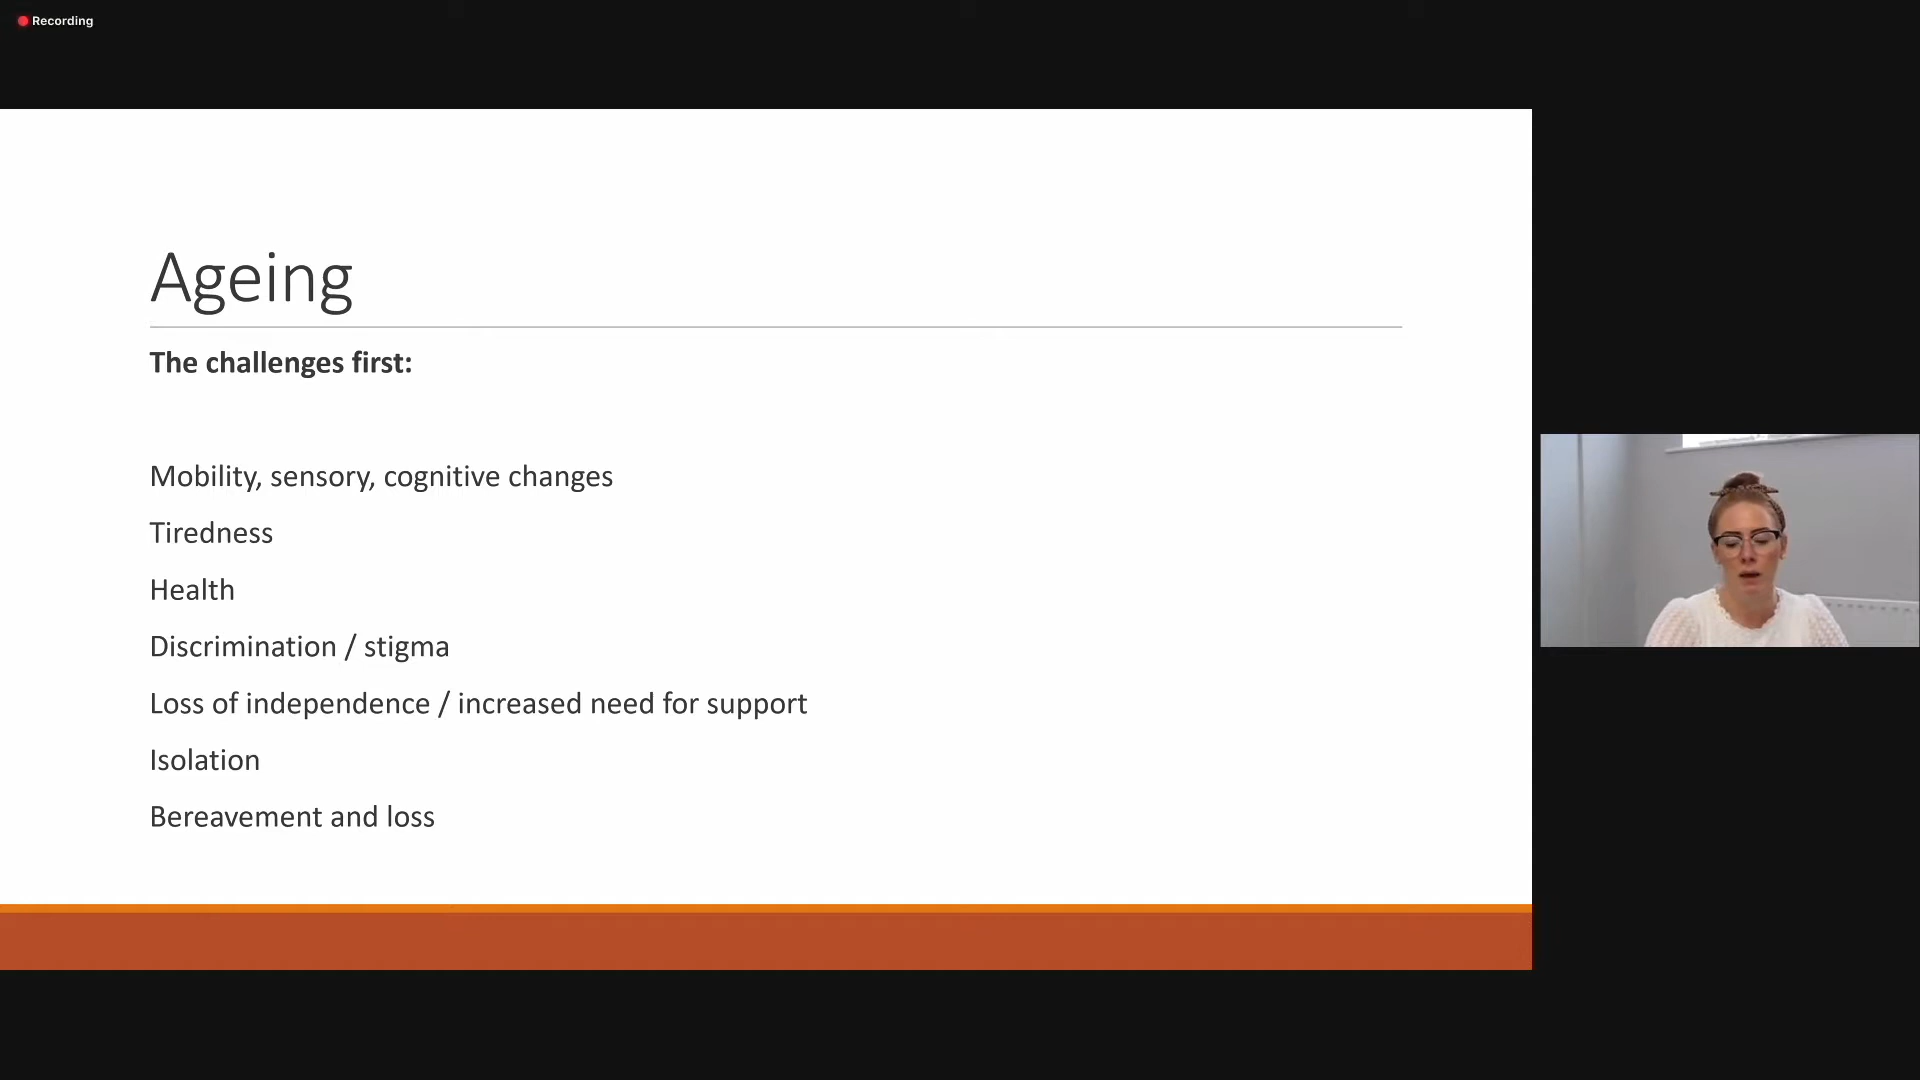 Recording
Ageing
The challenges first:
Mobility, sensory, cognitive changes
Tiredness
Health
Discrimination / stigma
Loss of independence / increased need for support
Isolation
Bereavement and loss